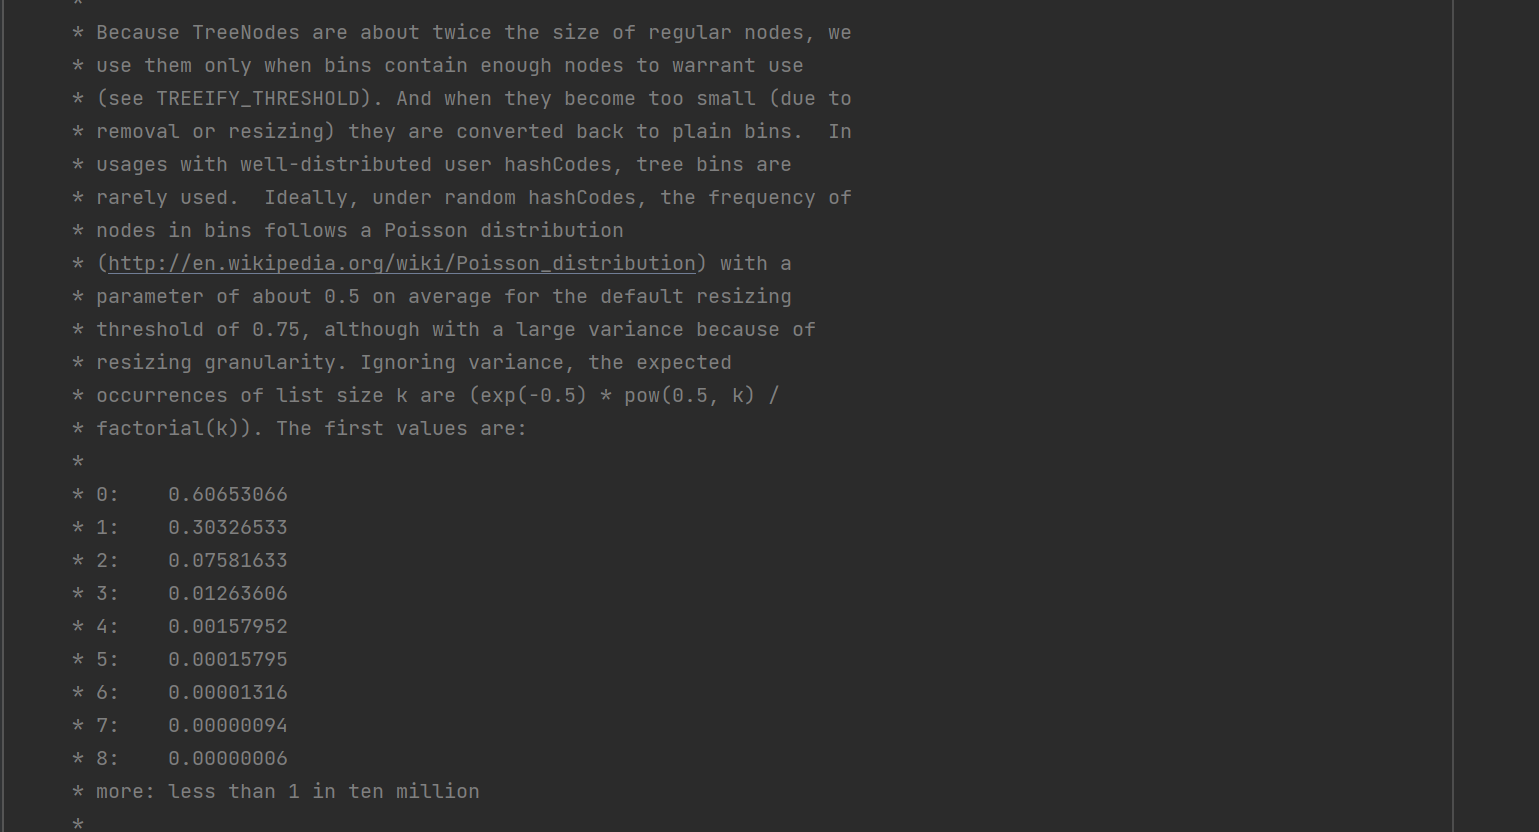 *
* Because TreeNodes are about twice the size of regular nodes, we
* use them only when bins contain enough nodes to warrant use
* (see TREEIFY_THRESHOLD). And when they become too small (due to
* removal or resizing) they are converted back to plain bins.  In
* usages with well-distributed user hashCodes, tree bins are
* rarely used.  Ideally, under random hashCodes, the frequency of
* nodes in bins follows a Poisson distribution
* (http://en.wikipedia.org/wiki/Poisson_distribution) with a
* parameter of about 0.5 on average for the default resizing
* threshold of 0.75, although with a large variance because of
* resizing granularity. Ignoring variance, the expected
* occurrences of list size k are (exp(-0.5) * pow(0.5, k) /
* factorial(k)). The first values are:
*
* 0:    0.60653066
* 1:    0.30326533
* 2:    0.07581633
* 3:    0.01263606
* 4:    0.00157952
* 5:    0.00015795
* 6:    0.00001316
* 7:    0.00000094
* 8:    0.00000006
* more: less than 1 in ten million
*